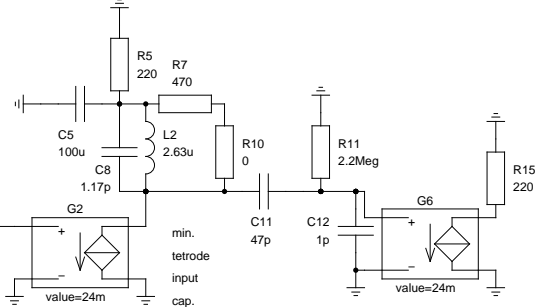 R5
220
R7
470
C5
100u
L2
2.63u
C8
1.17p
R10
0
R11
2.2Meg
R15
220
C11
47p
C12
1p
G2
+
−
value=24m
min.
tetrode
input
cap.
G6
+
−
value=24m